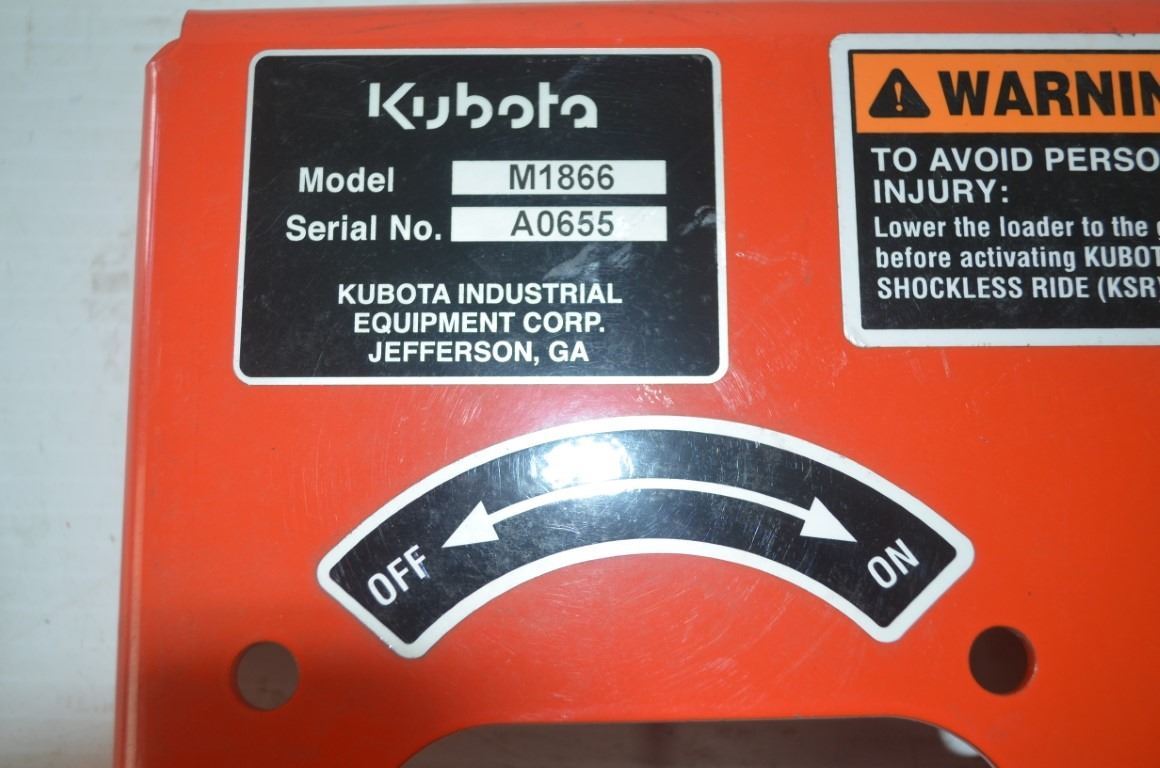 Kubota
Model M1866
Serial No. A0655
KUBOTA INDUSTRIAL
EQUIPMENT CORP.
JEFFERSON, GA
WARNIN
TO AVOID PERSO
INJURY:
Lower the loader to the
before activating KUBOT
SHOCKLESS RIDE (KSR
OFF
ON